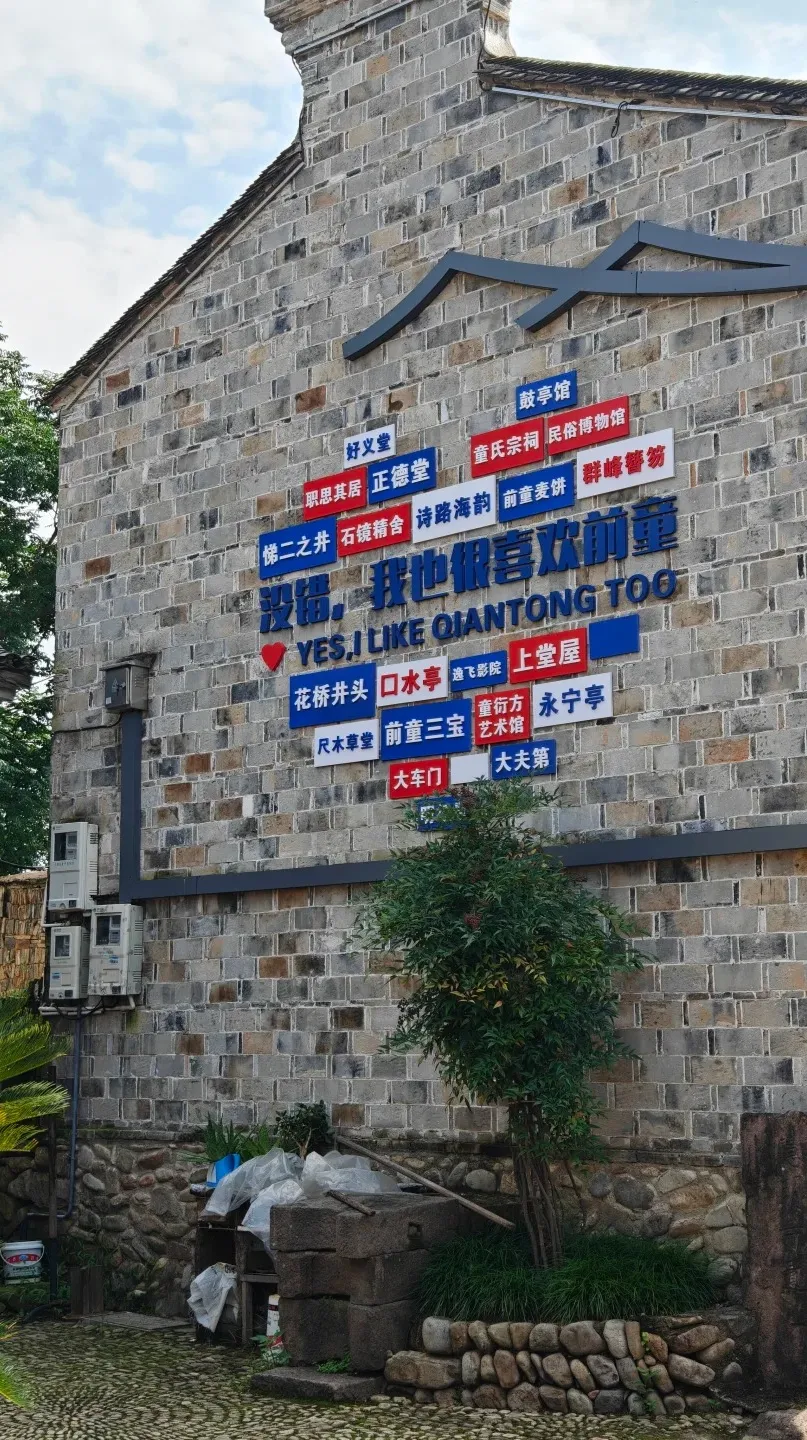 鼓亭馆
好义堂
童氏宗祠
民俗博物馆
职思其居
正德堂
群峰簪笏
悌二之井
石镜精舍
诗路海韵
前童麦饼
没错，我也很喜欢前童
YES,I LIKE QIANTONG TOO
花桥井头
口水亭
逸飞影院
上堂屋
尺木草堂
前童三宝
童衍方
艺术馆
永宁亭
大车门
大夫第